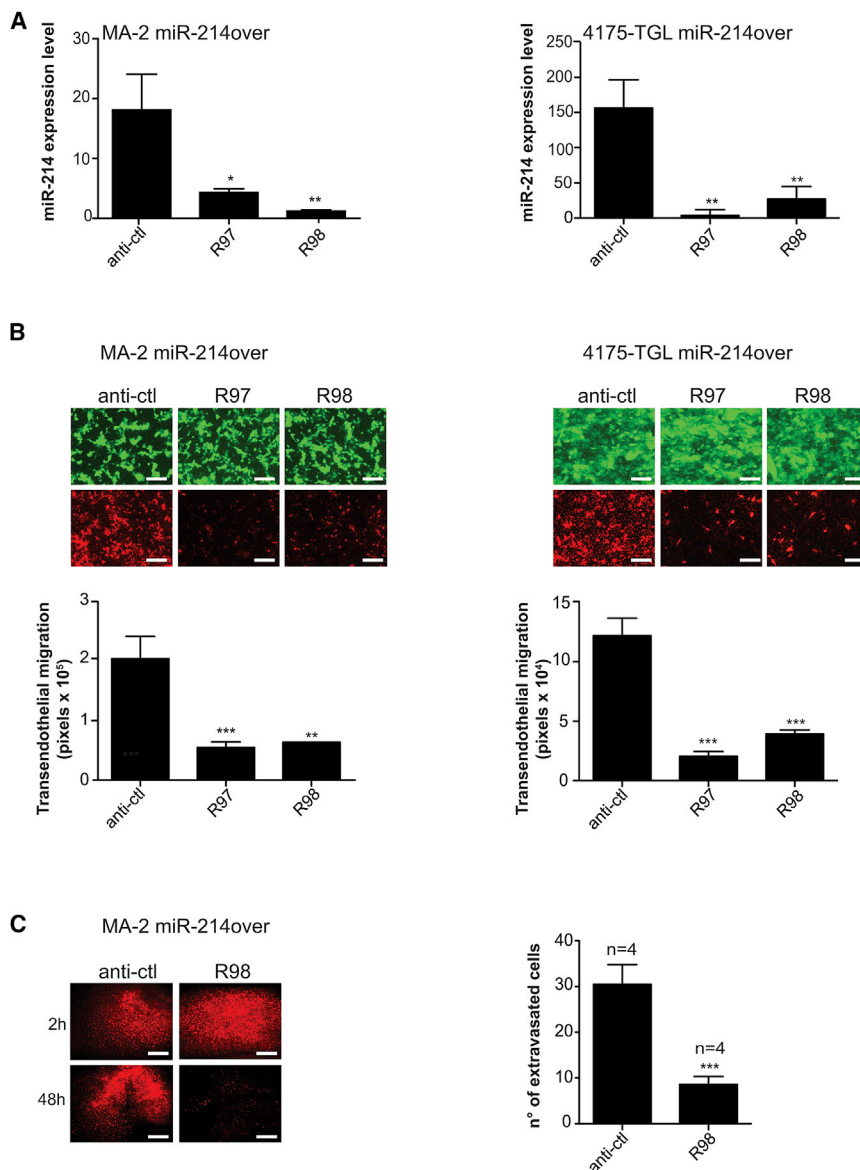 A
MA-2 miR-214over
miR-214 expression level
30
20
10
0
*
**
anti-ctl
R97
R98
4175-TGL miR-214over
miR-214 expression level
250
200
150
100
50
0
**
**
anti-ctl
R97
R98
B
MA-2 miR-214over
anti-ctl R97 R98
Transendothelial migration
(pixels x 10⁵)
3
2
1
0
***
***
**
anti-ctl
R97
R98
4175-TGL miR-214over
anti-ctl R97 R98
Transendothelial migration
(pixels x 10⁴)
15
10
5
0
***
***
anti-ctl
R97
R98
C
MA-2 miR-214over
anti-ctl R98
2h
48h
n° of extravasated cells
40
30
20
10
0
n=4
n=4
***
anti-ctl
R98